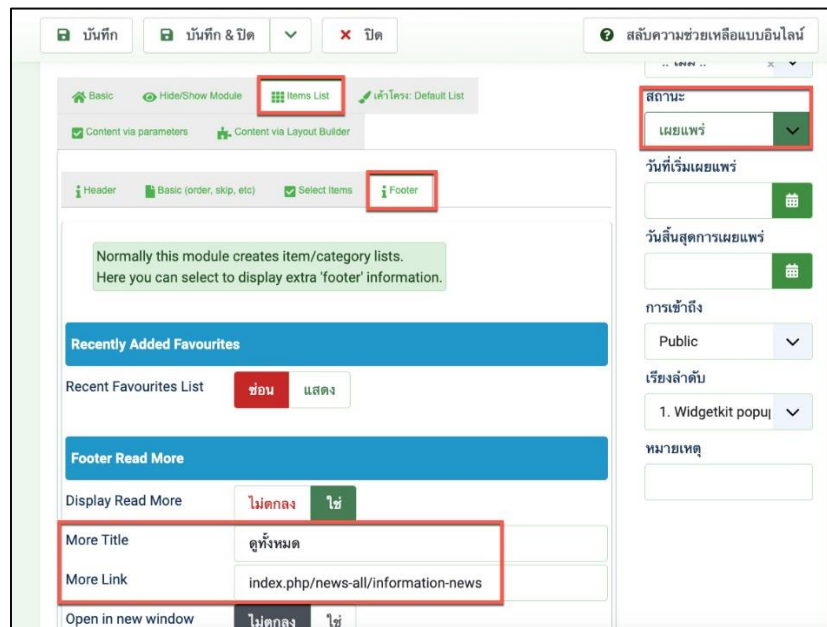 บันทึก
บันทึก & ปิด
ปิด
สลับความช่วยเหลือแบบอินไลน์
Basic
Hide/Show Module
Items List
เค้าโครง: Default List
Content via parameters
Content via Layout Builder
Header
Basic (order, skip, etc)
Select Items
Footer
Normally this module creates item/category lists.
Here you can select to display extra 'footer' information.
Recently Added Favourites
Recent Favourites List
ซ่อน
แสดง
Footer Read More
Display Read More
ไม่ตกลง
ใช่
More Title
ดูทั้งหมด
More Link
index.php/news-all/information-news
Open in new window
ไม่ตกลง
ใช่
สถานะ
เผยแพร่
วันที่เริ่มเผยแพร่
วันสิ้นสุดการเผยแพร่
การเข้าถึง
Public
เรียงลำดับ
1. Widgetkit popu
หมายเหตุ